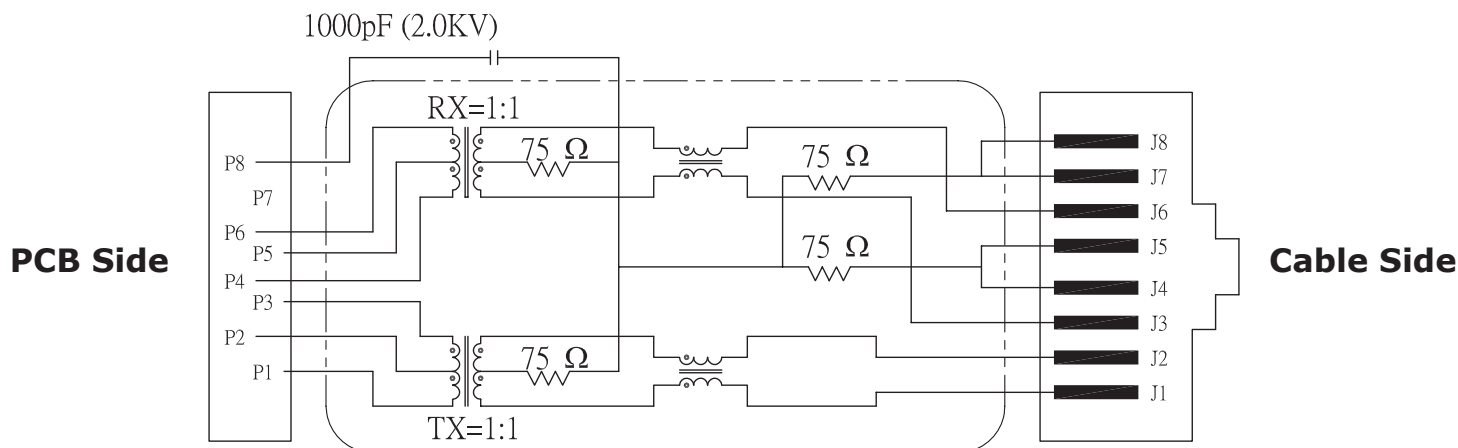 1000pF (2.0KV)
RX=1:1
75 Ω
75 Ω
P8
P7
P6
P5
P4
P3
P2
P1
PCB Side
75 Ω
75 Ω
TX=1:1
J8
J7
J6
J5
J4
J3
J2
J1
Cable Side